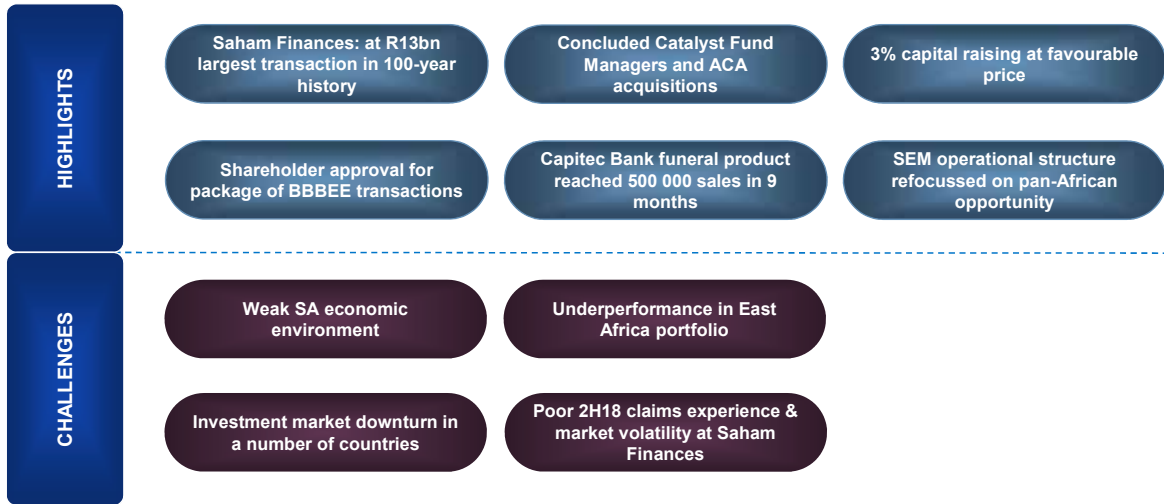 HIGHLIGHTS
Saham Finances: at R13bn
largest transaction in 100-year
history
Concluded Catalyst Fund
Managers and ACA
acquisitions
3% capital raising at favourable
price
Shareholder approval for
package of BBBEE transactions
Capitec Bank funeral product
reached 500 000 sales in 9
months
SEM operational structure
refocussed on pan-African
opportunity
CHALLENGES
Weak SA economic
environment
Underperformance in East
Africa portfolio
Investment market downturn in
a number of countries
Poor 2H18 claims experience &
market volatility at Saham
Finances